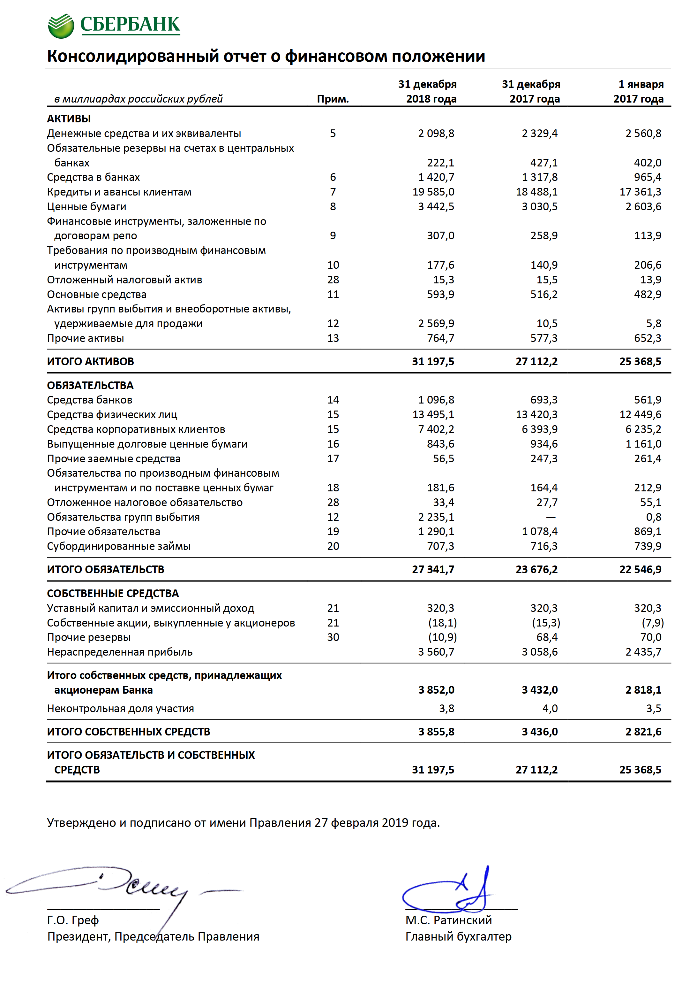 СБЕРБАНК
Консолидированный отчет о финансовом положении
31 декабря 31 декабря 1 января
в миллиардах российских рублей Прим. 2018 года 2017 года 2017 года
АКТИВЫ
Денежные средства и их эквиваленты 5 2 098,8 2 329,4 2 560,8
Обязательные резервы на счетах в центральных
банках 222,1 427,1 402,0
Средства в банках 6 1 420,7 1 317,8 965,4
Кредиты и авансы клиентам 7 19 585,0 18 488,1 17 361,3
Ценные бумаги 8 3 442,5 3 030,5 2 603,6
Финансовые инструменты, заложенные по
договорам репо 9 307,0 258,9 113,9
Требования по производным финансовым
инструментам 10 177,6 140,9 206,6
Отложенный налоговый актив 28 15,3 15,5 13,9
Основные средства 11 593,9 516,2 482,9
Активы групп выбытия и внеоборотные активы,
удерживаемые для продажи 12 2 569,9 10,5 5,8
Прочие активы 13 764,7 577,3 652,3
ИТОГО АКТИВОВ 31 197,5 27 112,2 25 368,5
ОБЯЗАТЕЛЬСТВА
Средства банков 14 1 096,8 693,3 561,9
Средства физических лиц 15 13 495,1 13 420,3 12 449,6
Средства корпоративных клиентов 15 7 402,2 6 393,9 6 235,2
Выпущенные долговые ценные бумаги 16 843,6 934,6 1 161,0
Прочие заемные средства 17 56,5 247,3 261,4
Обязательства по производным финансовым
инструментам и по поставке ценных бумаг 18 181,6 164,4 212,9
Отложенное налоговое обязательство 28 33,4 27,7 55,1
Обязательства групп выбытия 12 2 235,1 — 0,8
Прочие обязательства 19 1 290,1 1 078,4 869,1
Субординированные займы 20 707,3 716,3 739,9
ИТОГО ОБЯЗАТЕЛЬСТВ 27 341,7 23 676,2 22 546,9
СОБСТВЕННЫЕ СРЕДСТВА
Уставный капитал и эмиссионный доход 21 320,3 320,3 320,3
Собственные акции, выкупленные у акционеров 21 (18,1) (15,3) (7,9)
Прочие резервы 30 (10,9) 68,4 70,0
Нераспределенная прибыль 3 560,7 3 058,6 2 435,7
Итого собственных средств, принадлежащих
акционерам Банка 3 852,0 3 432,0 2 818,1
Неконтрольная доля участия 3,8 4,0 3,5
ИТОГО СОБСТВЕННЫХ СРЕДСТВ 3 855,8 3 436,0 2 821,6
ИТОГО ОБЯЗАТЕЛЬСТВ И СОБСТВЕННЫХ
СРЕДСТВ 31 197,5 27 112,2 25 368,5
Утверждено и подписано от имени Правления 27 февраля 2019 года.
Г.О. Греф М.С. Ратинский
Президент, Председатель Правления Главный бухгалтер